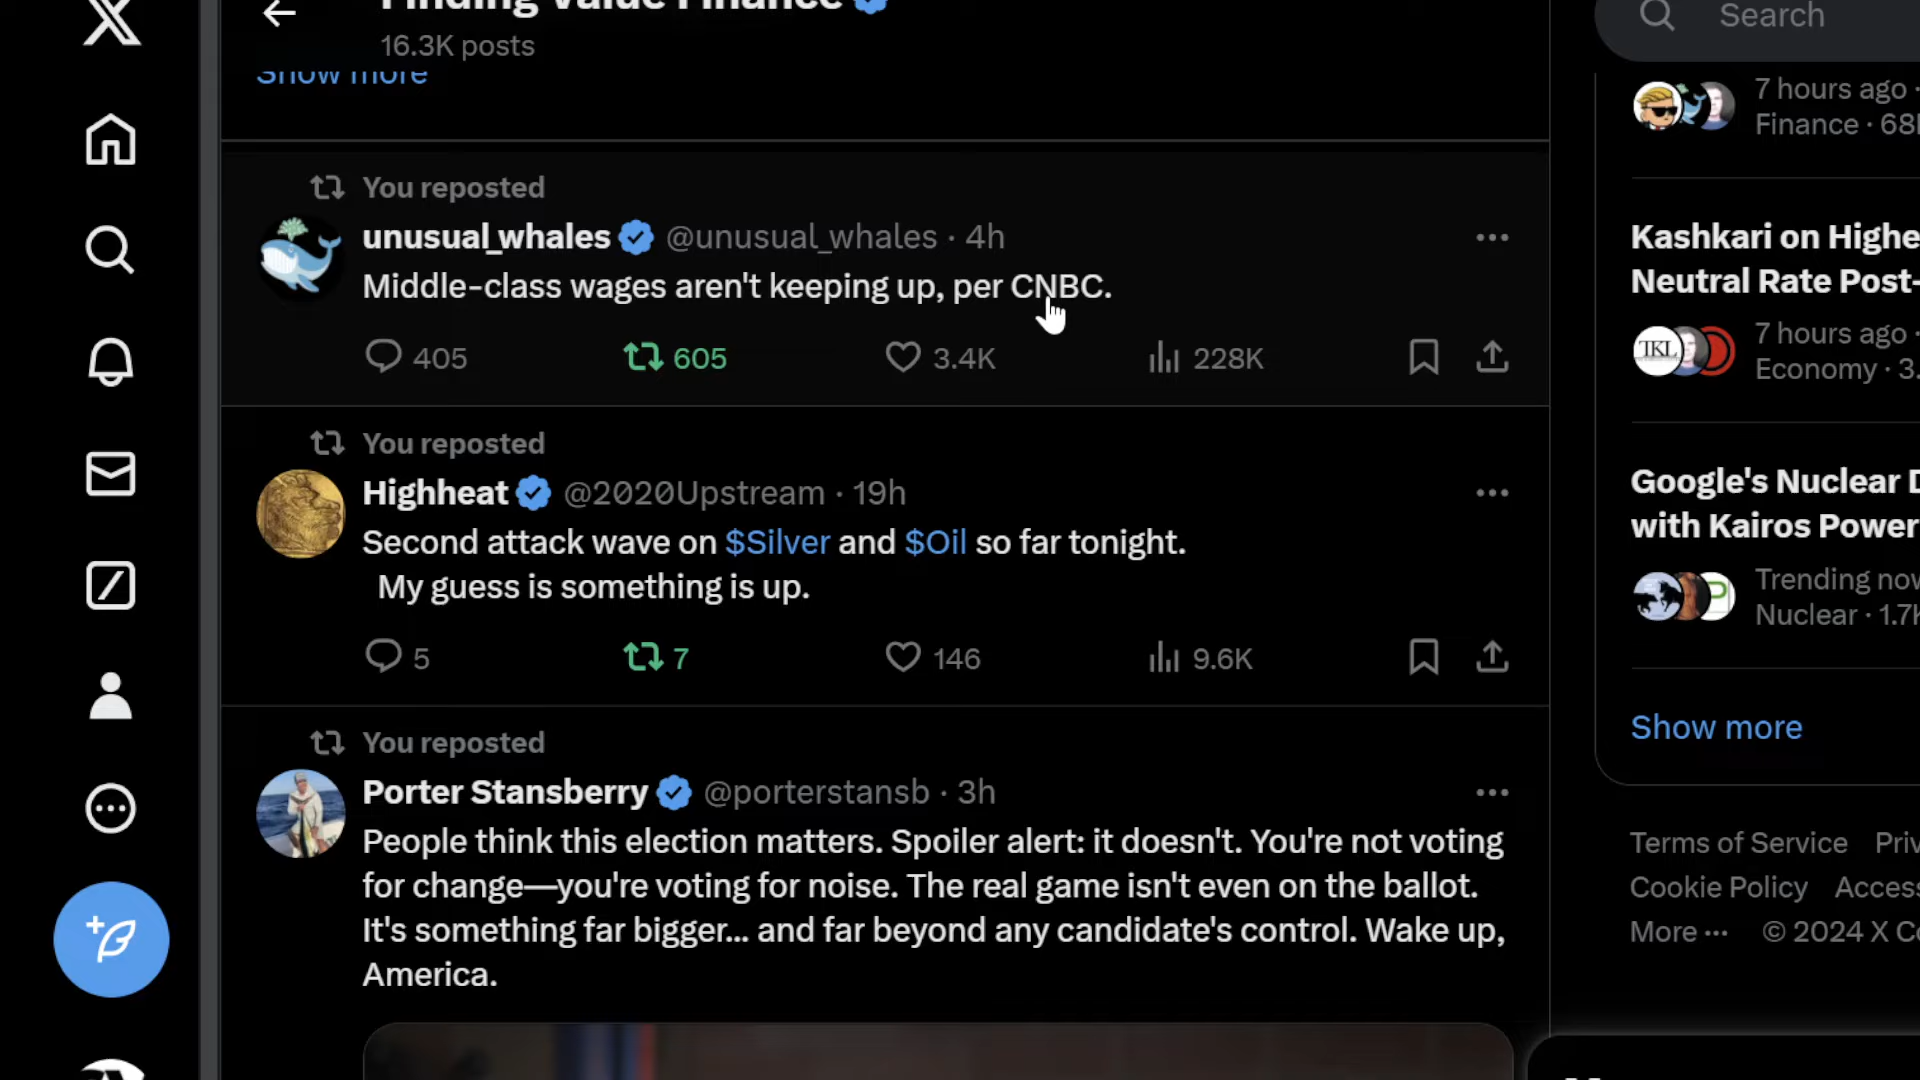 Finding Value Finance
16.3K posts
Show more
You reposted
unusual_whales @unusual_whales · 4h
Middle-class wages aren't keeping up, per CNBC.
405 605 3.4K 228K
You reposted
Highheat @2020Upstream · 19h
Second attack wave on $Silver and $Oil so far tonight.
My guess is something is up.
5 7 146 9.6K
You reposted
Porter Stansberry @porterstansb · 3h
People think this election matters. Spoiler alert: it doesn't. You're not voting
for change—you're voting for noise. The real game isn't even on the ballot.
It's something far bigger... and far beyond any candidate's control. Wake up,
America.
Search
7 hours ago ·
Finance · 68
Kashkari on Highe
Neutral Rate Post-
TKL
7 hours ago ·
Economy · 3.
Google's Nuclear D
with Kairos Power
Trending now
Nuclear · 1.7K
Show more
Terms of Service Priv
Cookie Policy Access
More ··· © 2024 X Co